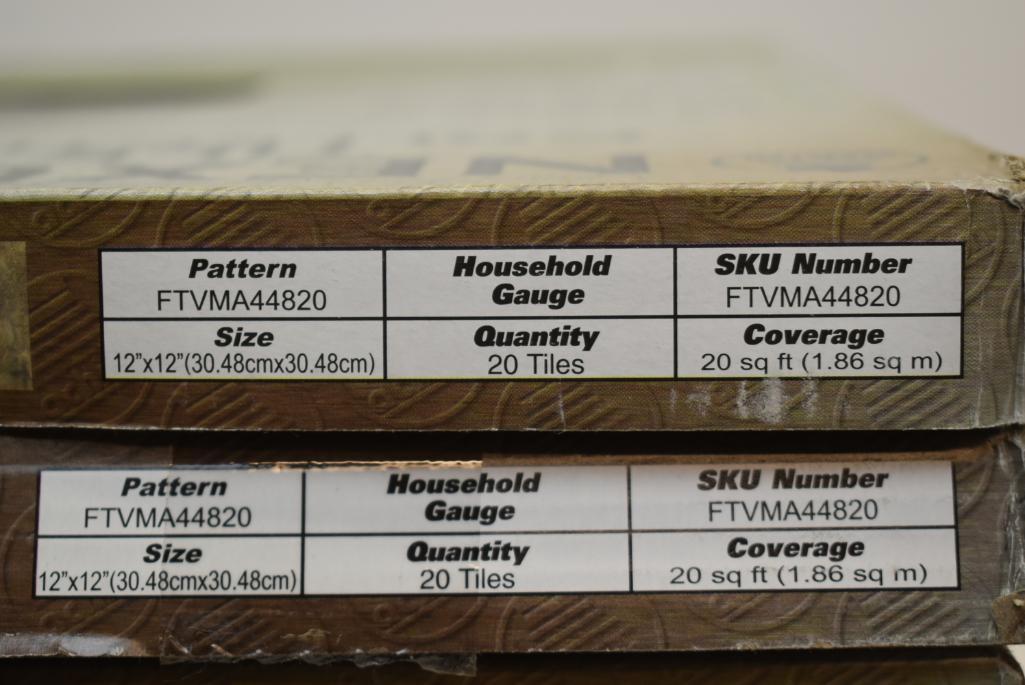 Pattern
FTVMA44820
Household
Gauge
SKU Number
FTVMA44820
Size
12”x12”(30.48cmx30.48cm)
Quantity
20 Tiles
Coverage
20 sq ft (1.86 sq m)
Pattern
FTVMA44820
Household
Gauge
SKU Number
FTVMA44820
Size
12”x12”(30.48cmx30.48cm)
Quantity
20 Tiles
Coverage
20 sq ft (1.86 sq m)